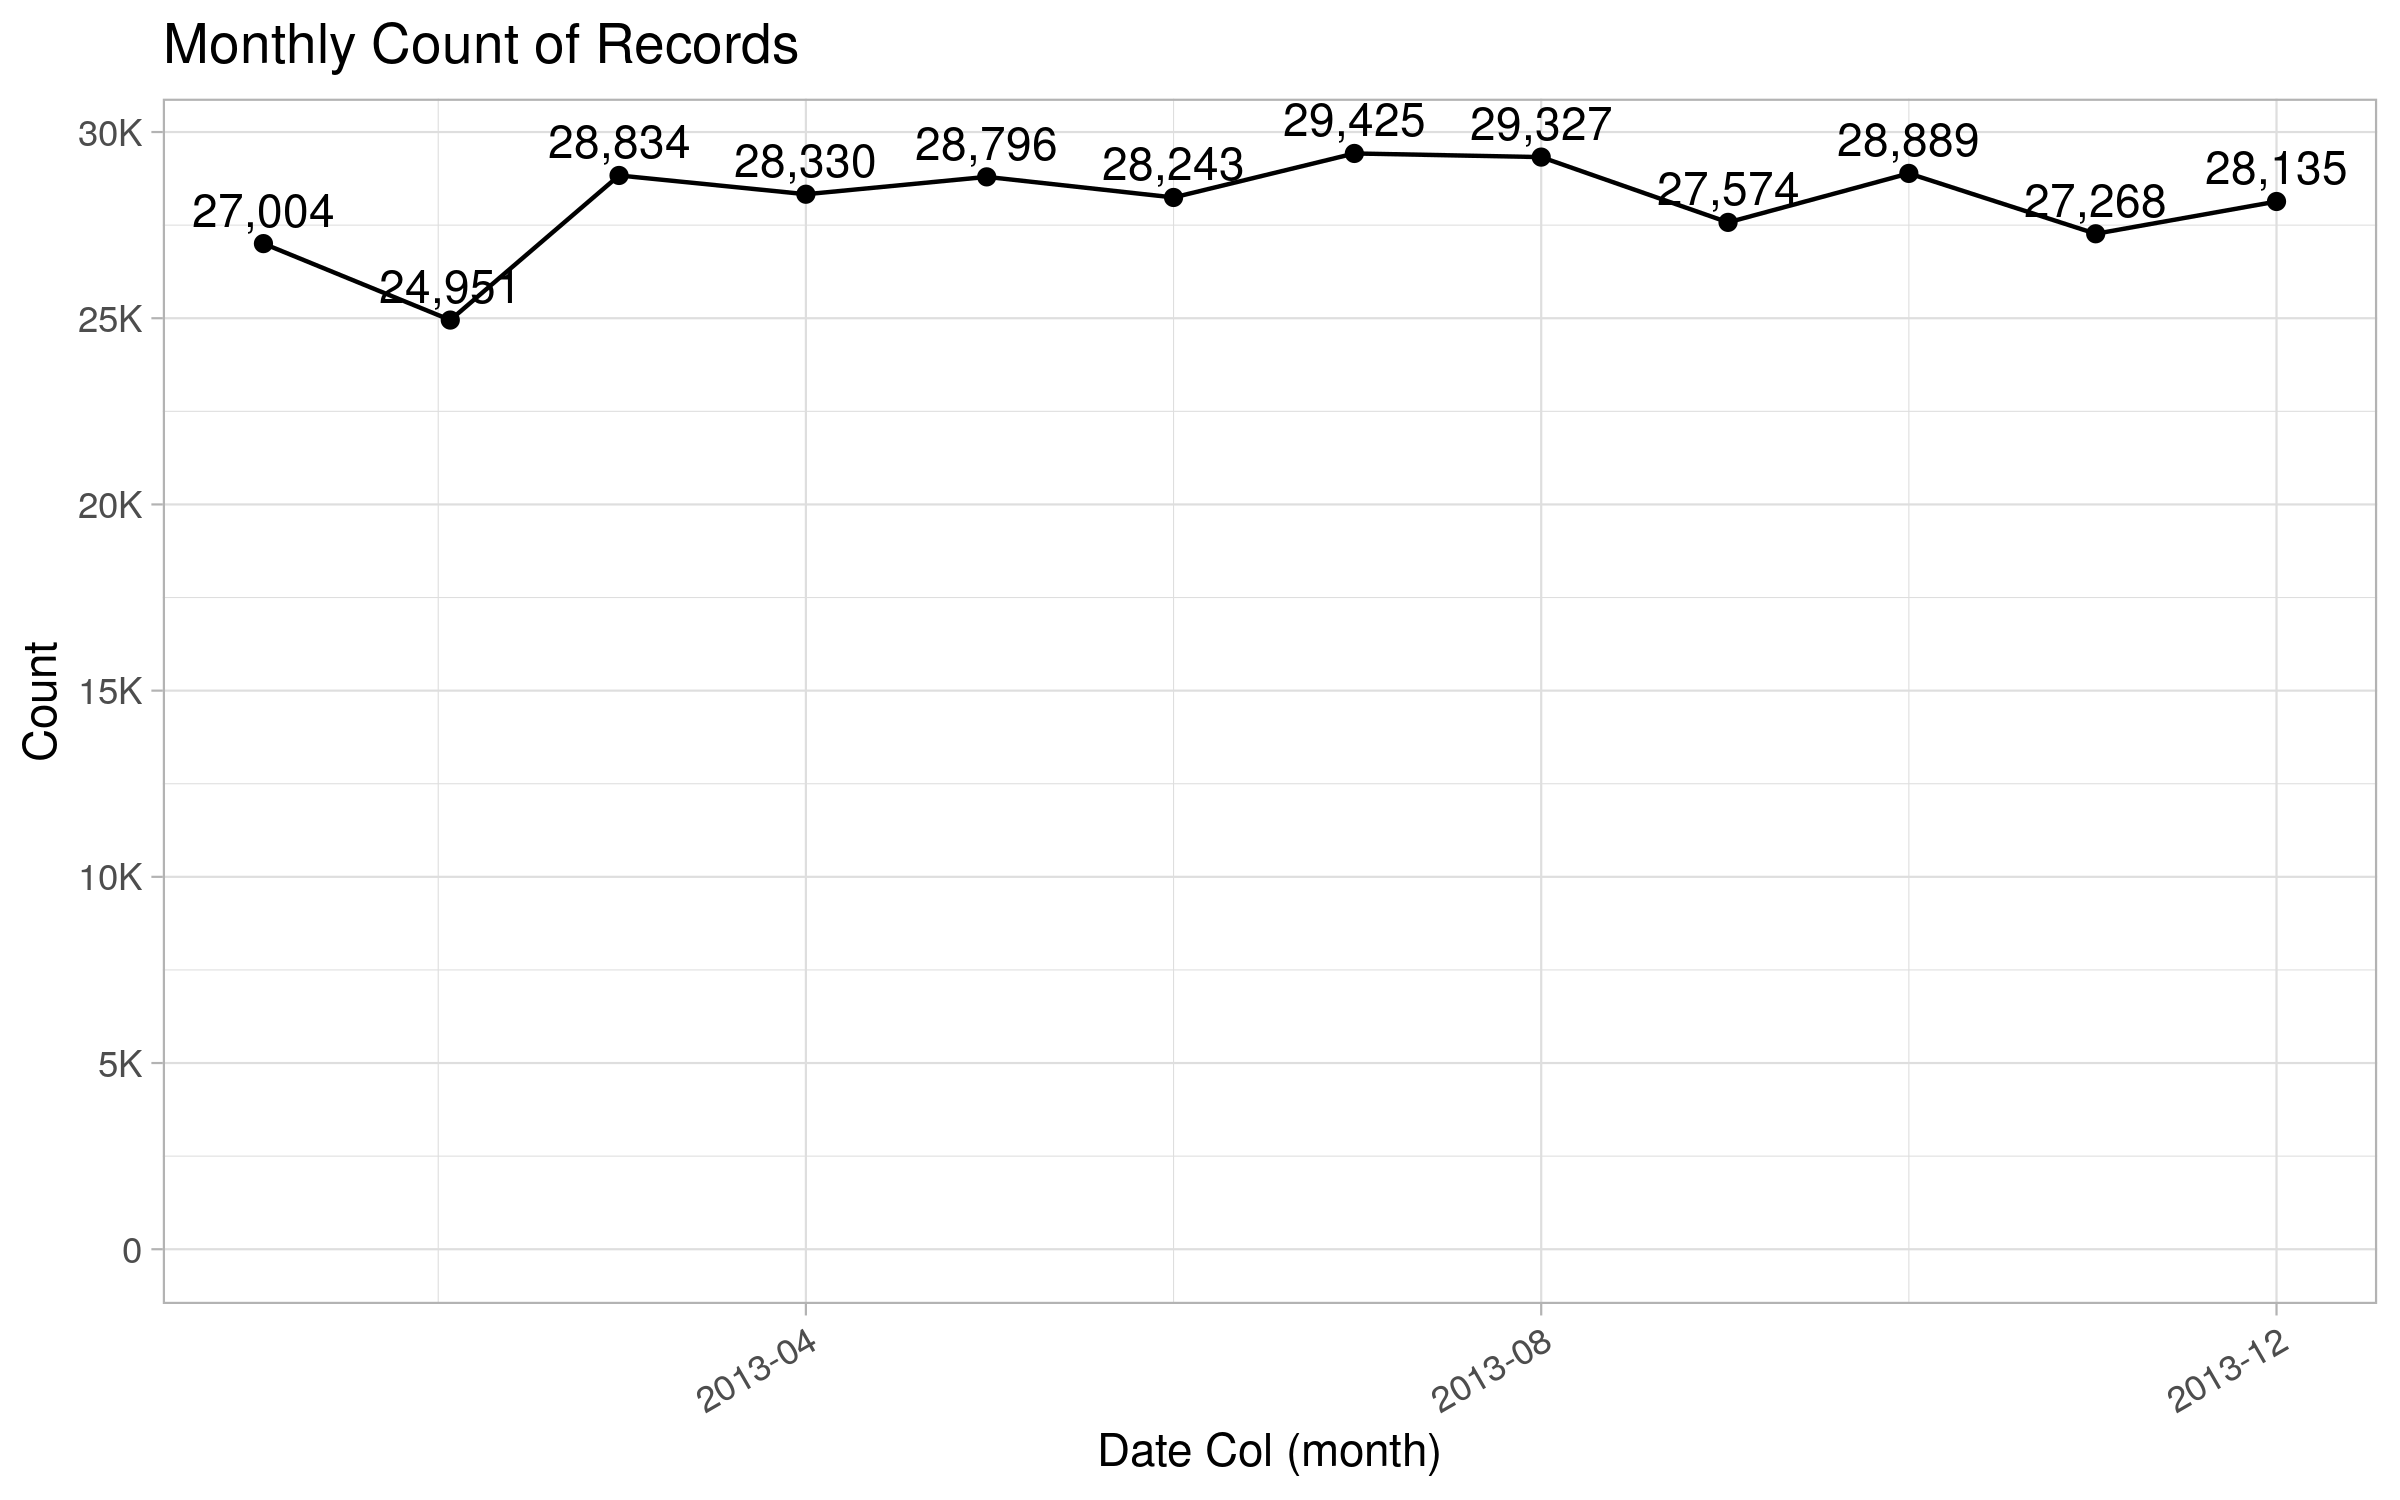 Monthly Count of Records
30K
25K
20K
15K
10K
5K
0
Count
27,004
24,951
28,834
28,330
28,796
28,243
29,425
29,327
27,574
28,889
27,268
28,135
2013-04
2013-08
2013-12
Date Col (month)